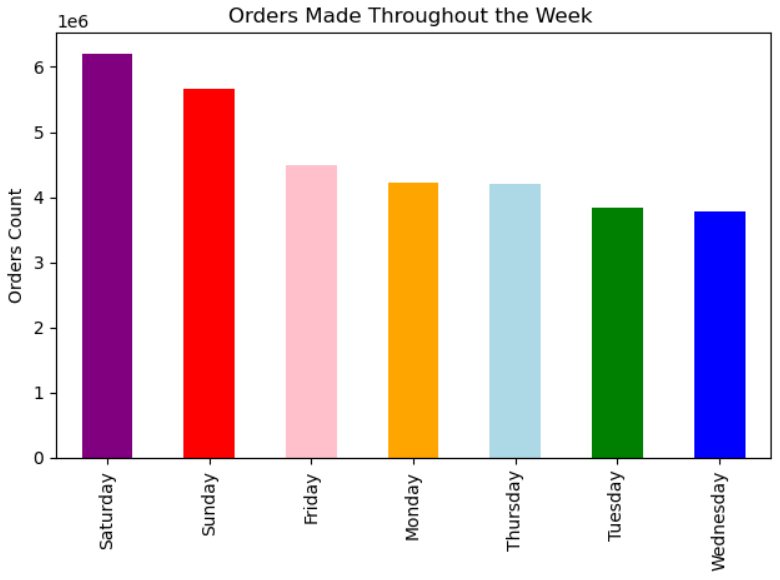 Orders Made Throughout the Week
1e6
Orders Count
6
5
4
3
2
1
0
Saturday
Sunday
Friday
Monday
Thursday
Tuesday
Wednesday